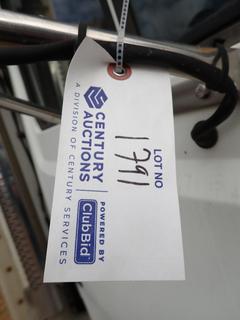 CENTURY
AUCTIONS
A DIVISION OF CENTURY SERVICES
POWERED BY
ClubBid
LOT NO
1791